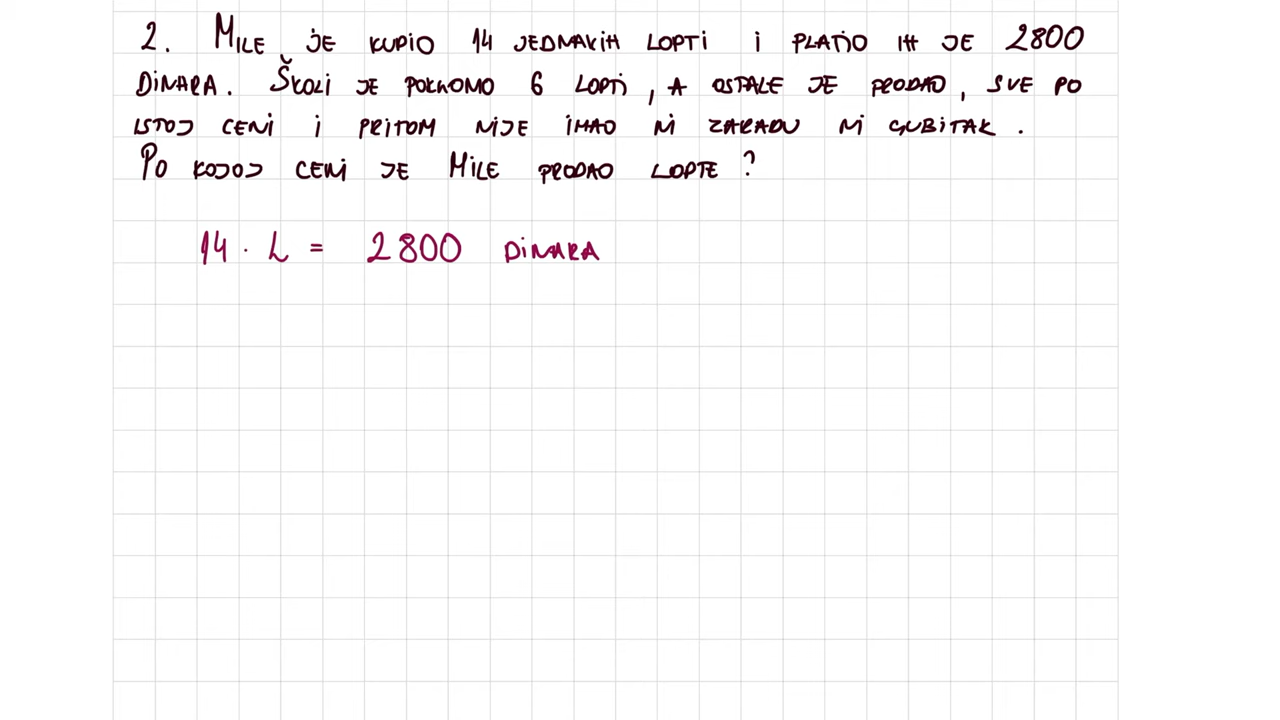 2. MILE JE KUPIO 14 JEDNAKIH LOPTI I PLATIO IH JE 2800
DINARA. ŠKOLI JE POKLONIO 6 LOPTI, A OSTALE JE PRODAO, SVE PO
ISTOJ CENI I PRITOM NIJE IMAO NI ZARADU NI GUBITAK.
PO KOJOJ CENI JE MILE PRODAO LOPTE?
14 · L = 2800 DINARA